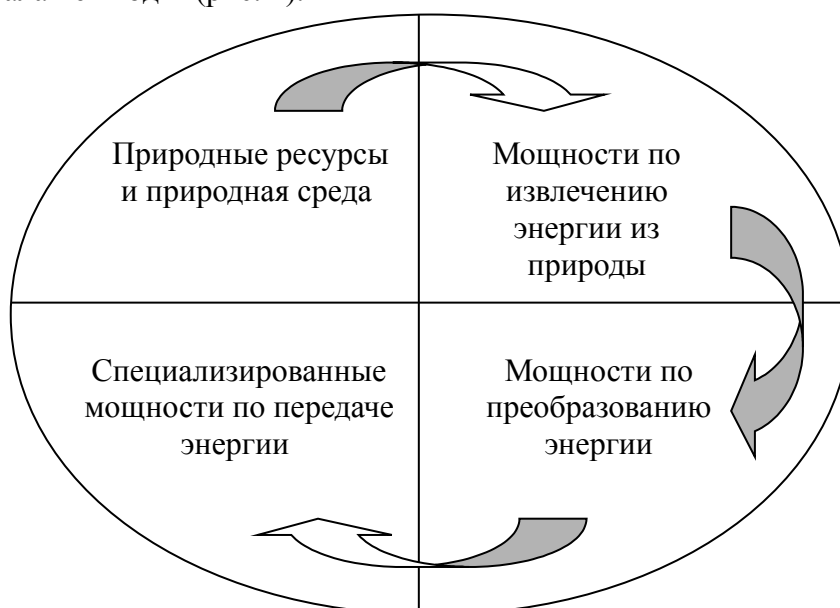 (рис.
Природные ресурсы
и природная среда
Мощности по
извлечению
энергии из
природы
Специализированные
мощности по передаче
энергии
Мощности по
преобразованию
энергии